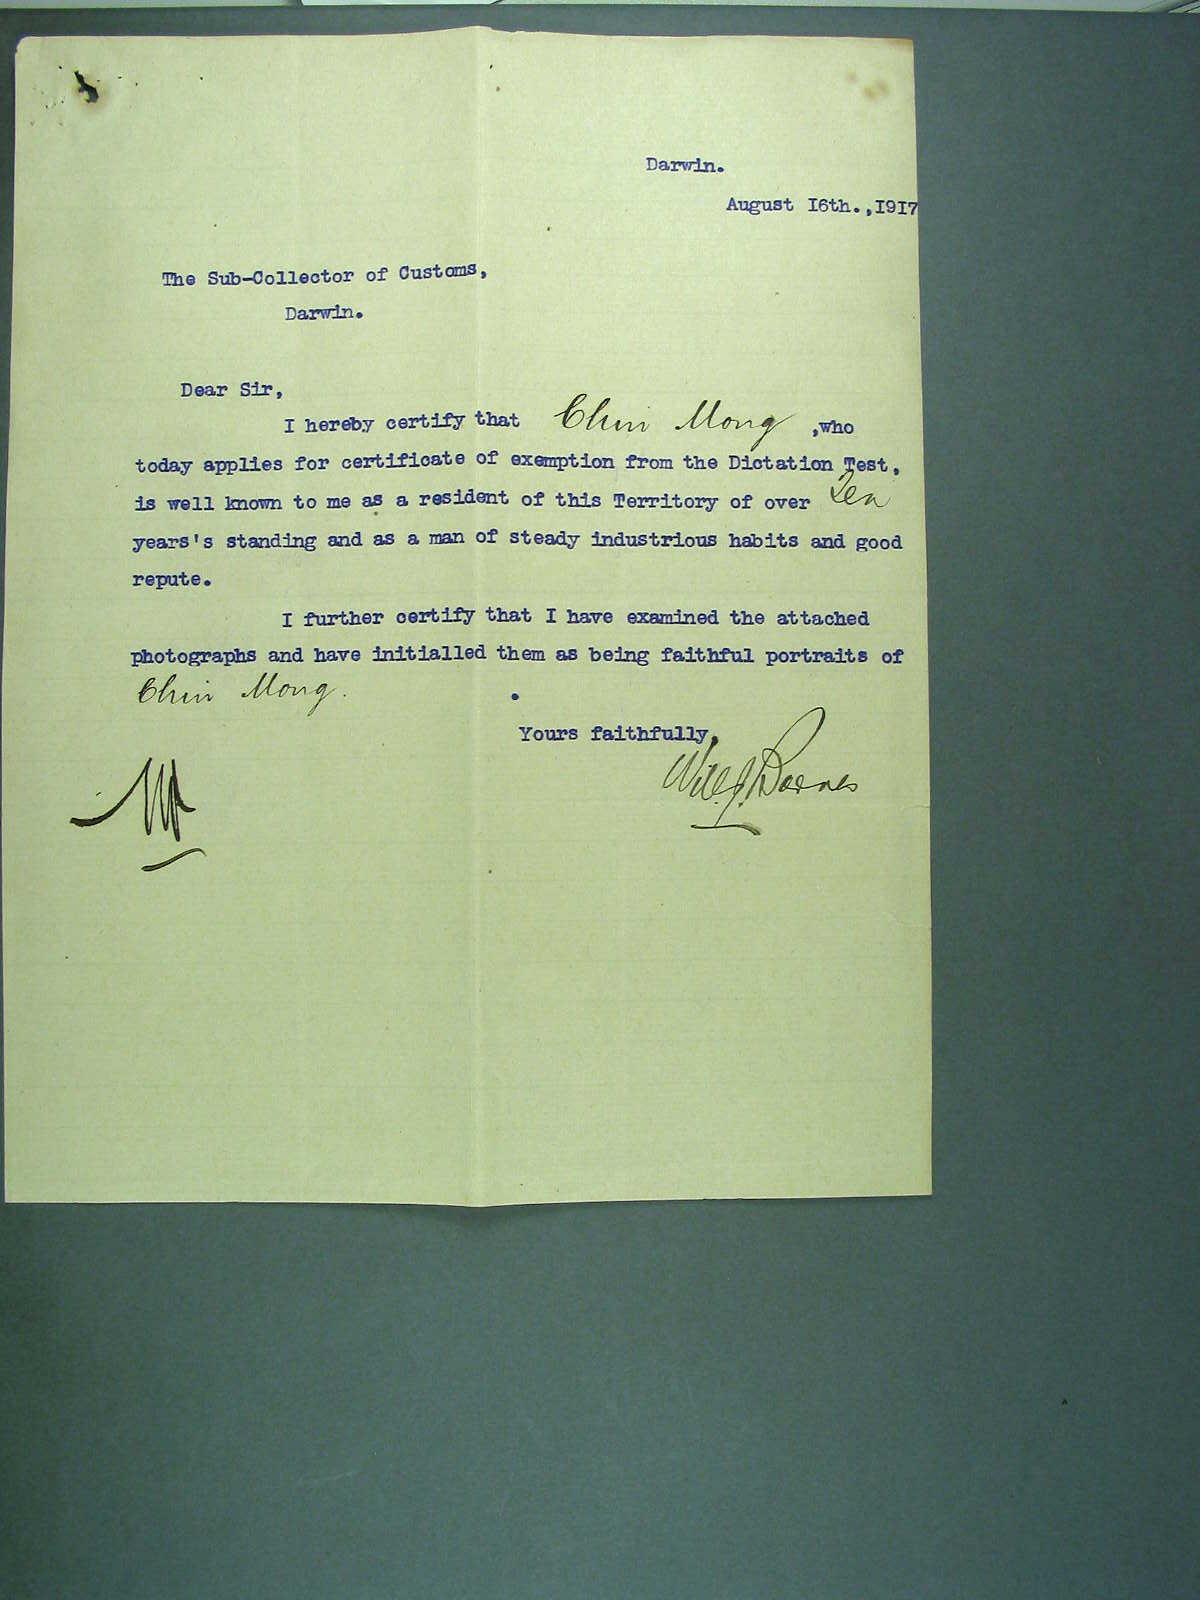 Darwin.
August 16th.,1917
The Sub-Collector of Customs,
Darwin.
Dear Sir,
I hereby certify that Chin Mong ,who
today applies for certificate of exemption from the Dictation Test,
is well known to me as a resident of this Territory of over Ten
years's standing and as a man of steady industrious habits and good
repute.
I further certify that I have examined the attached
photographs and have initialled them as being faithful portraits of
Chin Mong.
Yours faithfully,
Will. J. Barnes